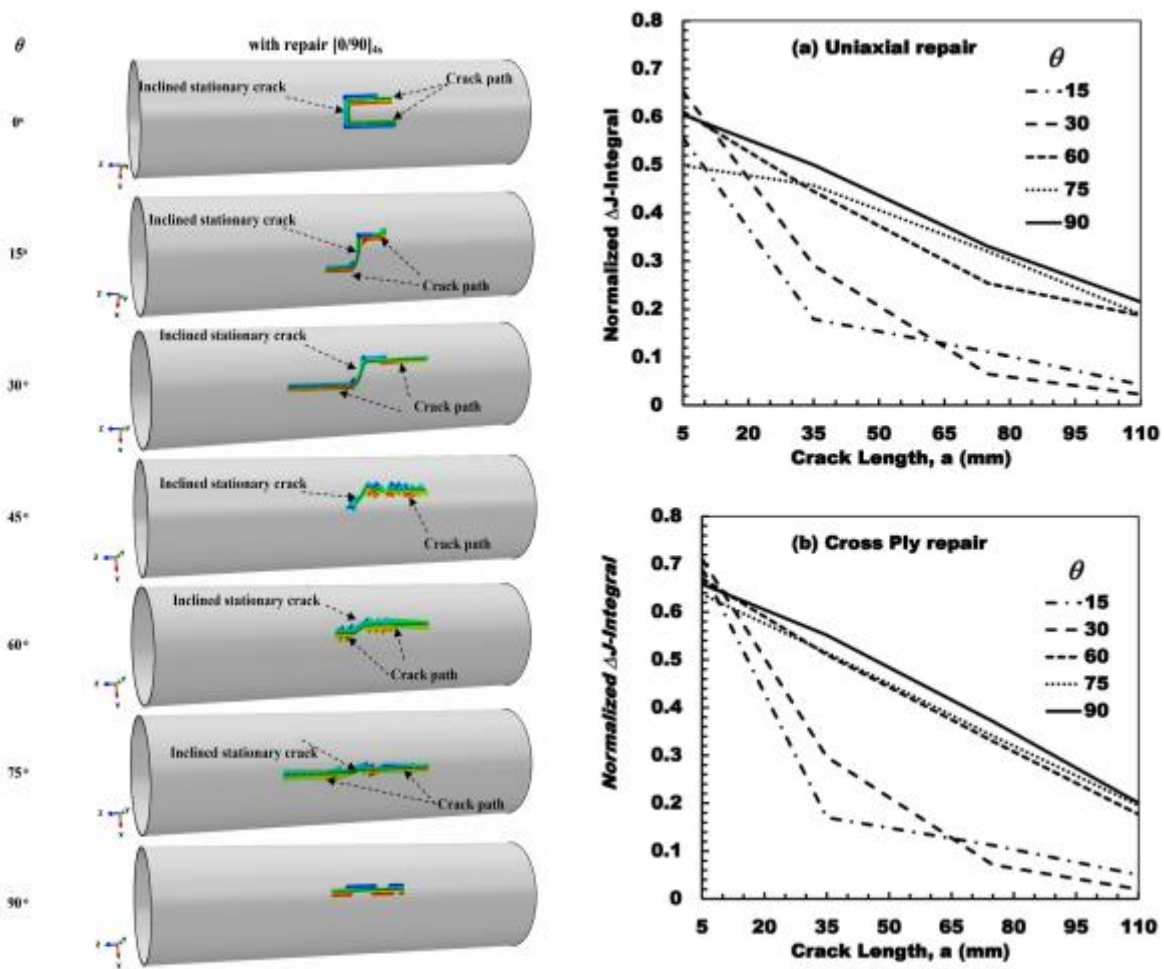 θ
with repair [0/90]4s
Inclined stationary crack
Crack path
0°
Inclined stationary crack
Crack path
15°
Inclined stationary crack
Crack path
30°
Inclined stationary crack
Crack path
45°
Inclined stationary crack
Crack path
60°
Inclined stationary crack
Crack path
75°
90°
(a) Uniaxial repair
θ
15
30
60
75
90
Normalized ΔJ-Integral
0.8
0.7
0.6
0.5
0.4
0.3
0.2
0.1
0
5 20 35 50 65 80 95 110
Crack Length, a (mm)
(b) Cross Ply repair
θ
15
30
60
75
90
Normalized ΔJ-Integral
0.8
0.7
0.6
0.5
0.4
0.3
0.2
0.1
0
5 20 35 50 65 80 95 110
Crack Length, a (mm)